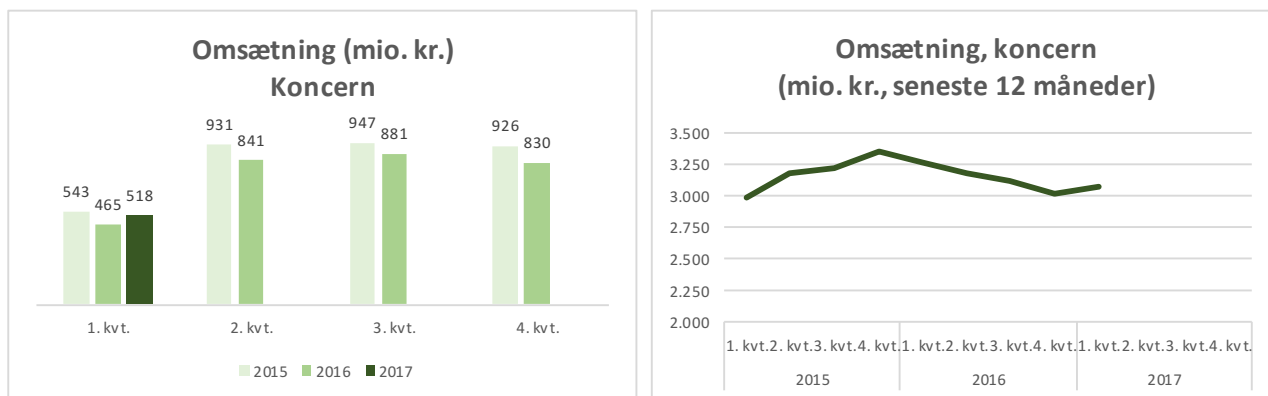 Omsætning (mio. kr.)
Koncern
931
947
926
881
841
830
543
518
465
1. kvt.
2. kvt.
3. kvt.
4. kvt.
2015
2016
2017
Omsætning, koncern
(mio. kr., seneste 12 måneder)
3.500
3.250
3.000
2.750
2.500
2.250
2.000
1. kvt. 2. kvt. 3. kvt. 4. kvt. 1. kvt. 2. kvt. 3. kvt. 4. kvt. 1. kvt. 2. kvt. 3. kvt. 4. kvt.
2015
2016
2017